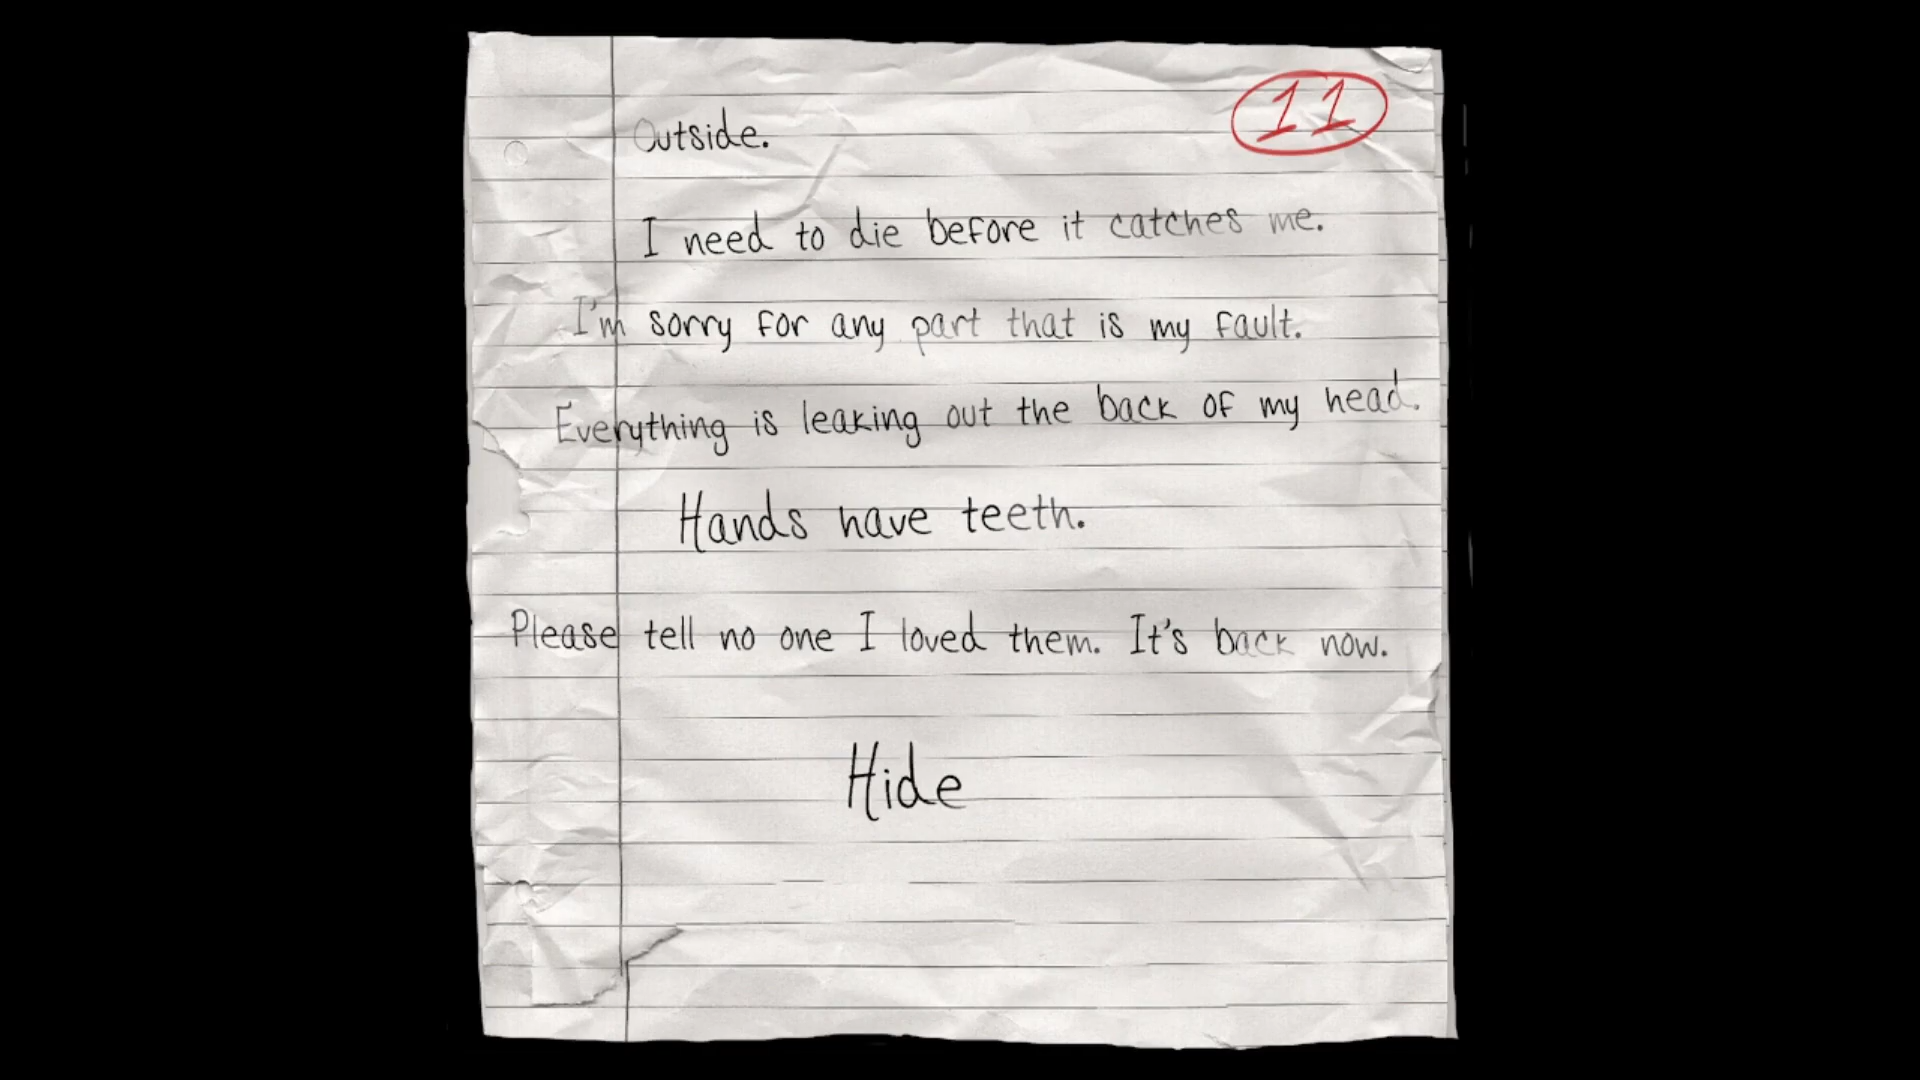 11
Outside.
I need to die before it catches me.
I'm sorry for any part that is my fault.
Everything is leaking out the back of my head.
Hands have teeth.
Please tell no one I loved them. It's back now.
Hide